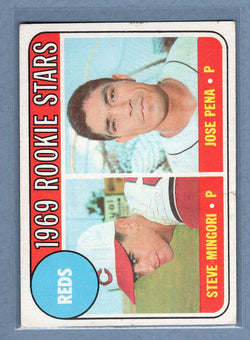 1969 ROOKIE STARS
REDS
JOSE PENA • P
STEVE MINGORI • P
C